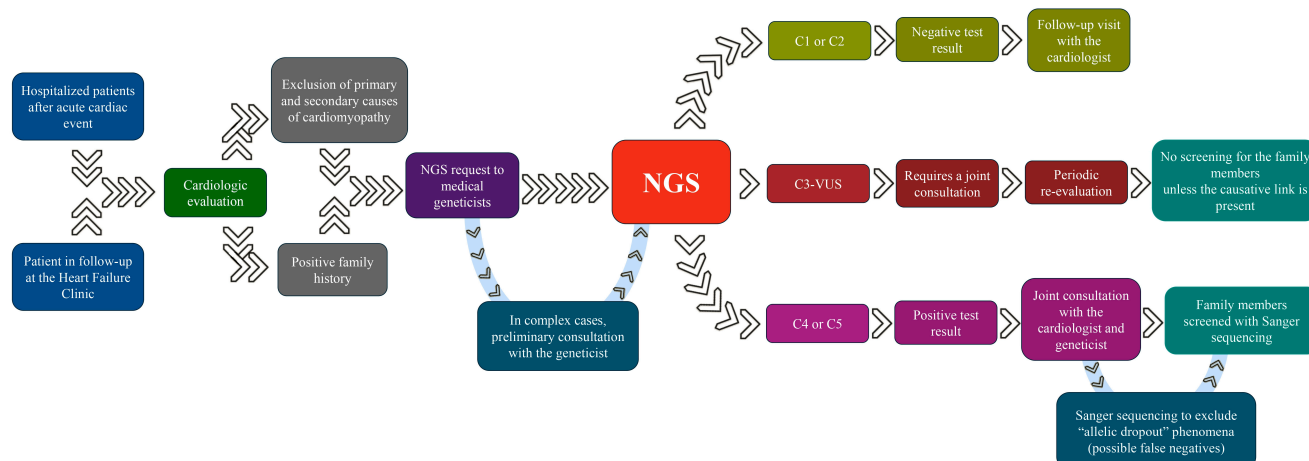 Hospitalized patients
after acute cardiac
event
Patient in follow-up
at the Heart Failure
Clinic
Cardiologic
evaluation
Exclusion of primary
and secondary causes
of cardiomyopathy
Positive family
history
NGS request to
medical
geneticists
In complex cases,
preliminary consultation
with the geneticist
NGS
C1 or C2
Negative test
result
Follow-up visit
with the
cardiologist
C3-VUS
Requires a joint
consultation
Periodic
re-evaluation
No screening for the family
members
unless the causative link is
present
C4 or C5
Positive test
result
Joint consultation
with the
cardiologist and
geneticist
Family members
screened with Sanger
sequencing
Sanger sequencing to exclude
“allelic dropout” phenomena
(possible false negatives)